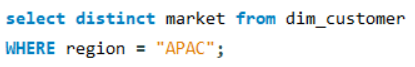 select distinct market from dim_customer
WHERE region = "APAC";